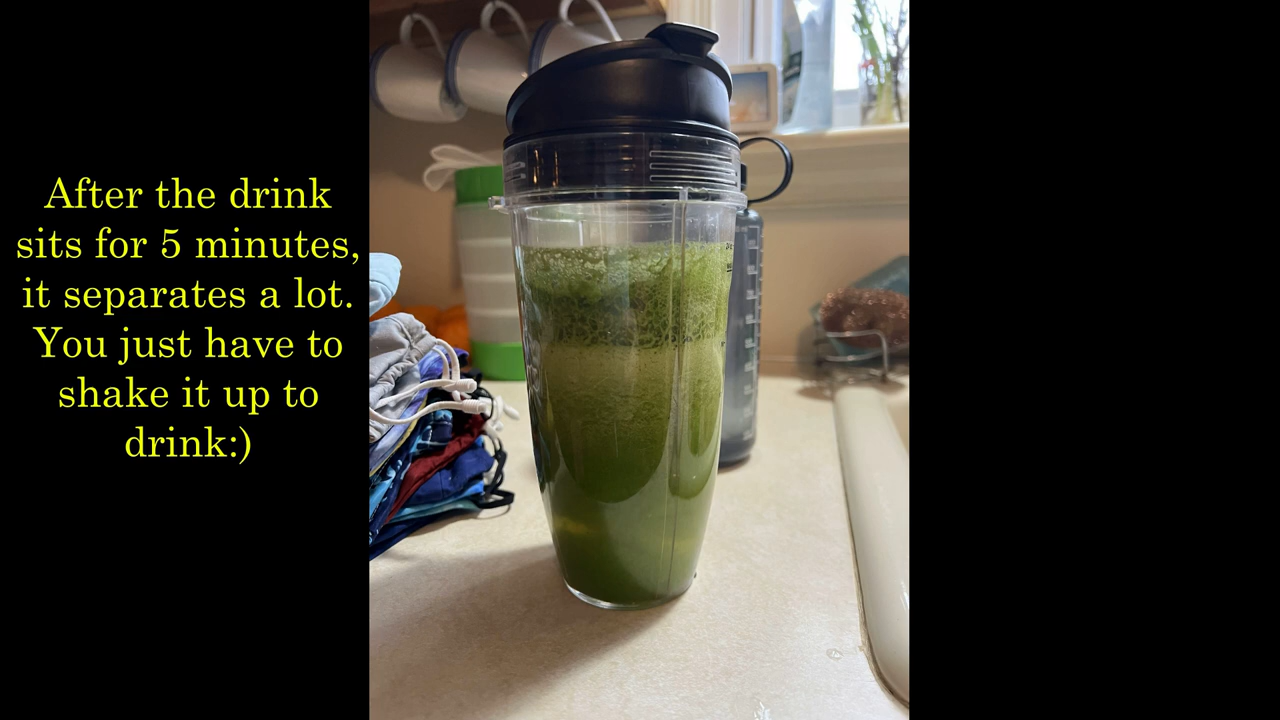 After the drink
sits for 5 minutes,
it separates a lot.
You just have to
shake it up to
drink:)